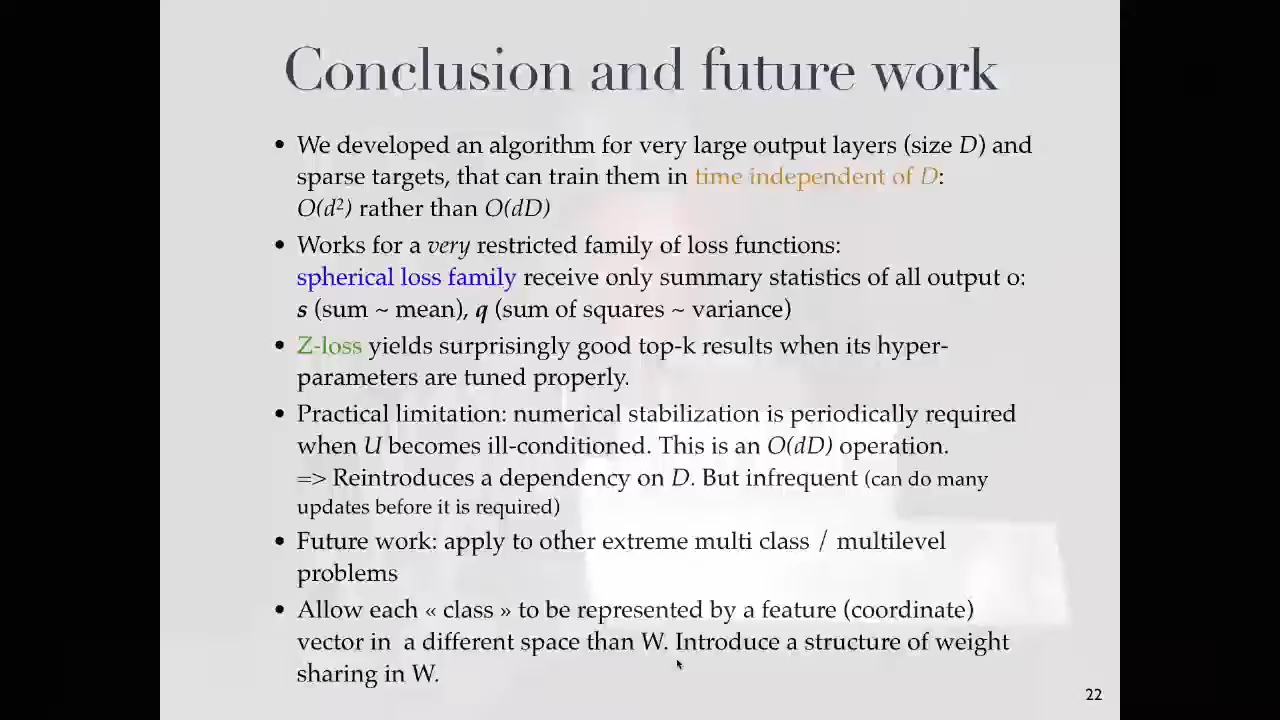 Conclusion and future work
• We developed an algorithm for very large output layers (size D) and
sparse targets, that can train them in time independent of D:
O(d²) rather than O(dD)
• Works for a very restricted family of loss functions:
spherical loss family receive only summary statistics of all output o:
s (sum ~ mean), q (sum of squares ~ variance)
• Z-loss yields surprisingly good top-k results when its hyper-
parameters are tuned properly.
• Practical limitation: numerical stabilization is periodically required
when U becomes ill-conditioned. This is an O(dD) operation.
=> Reintroduces a dependency on D. But infrequent (can do many
updates before it is required)
• Future work: apply to other extreme multi class / multilevel
problems
• Allow each « class » to be represented by a feature (coordinate)
vector in a different space than W. Introduce a structure of weight
sharing in W.
22